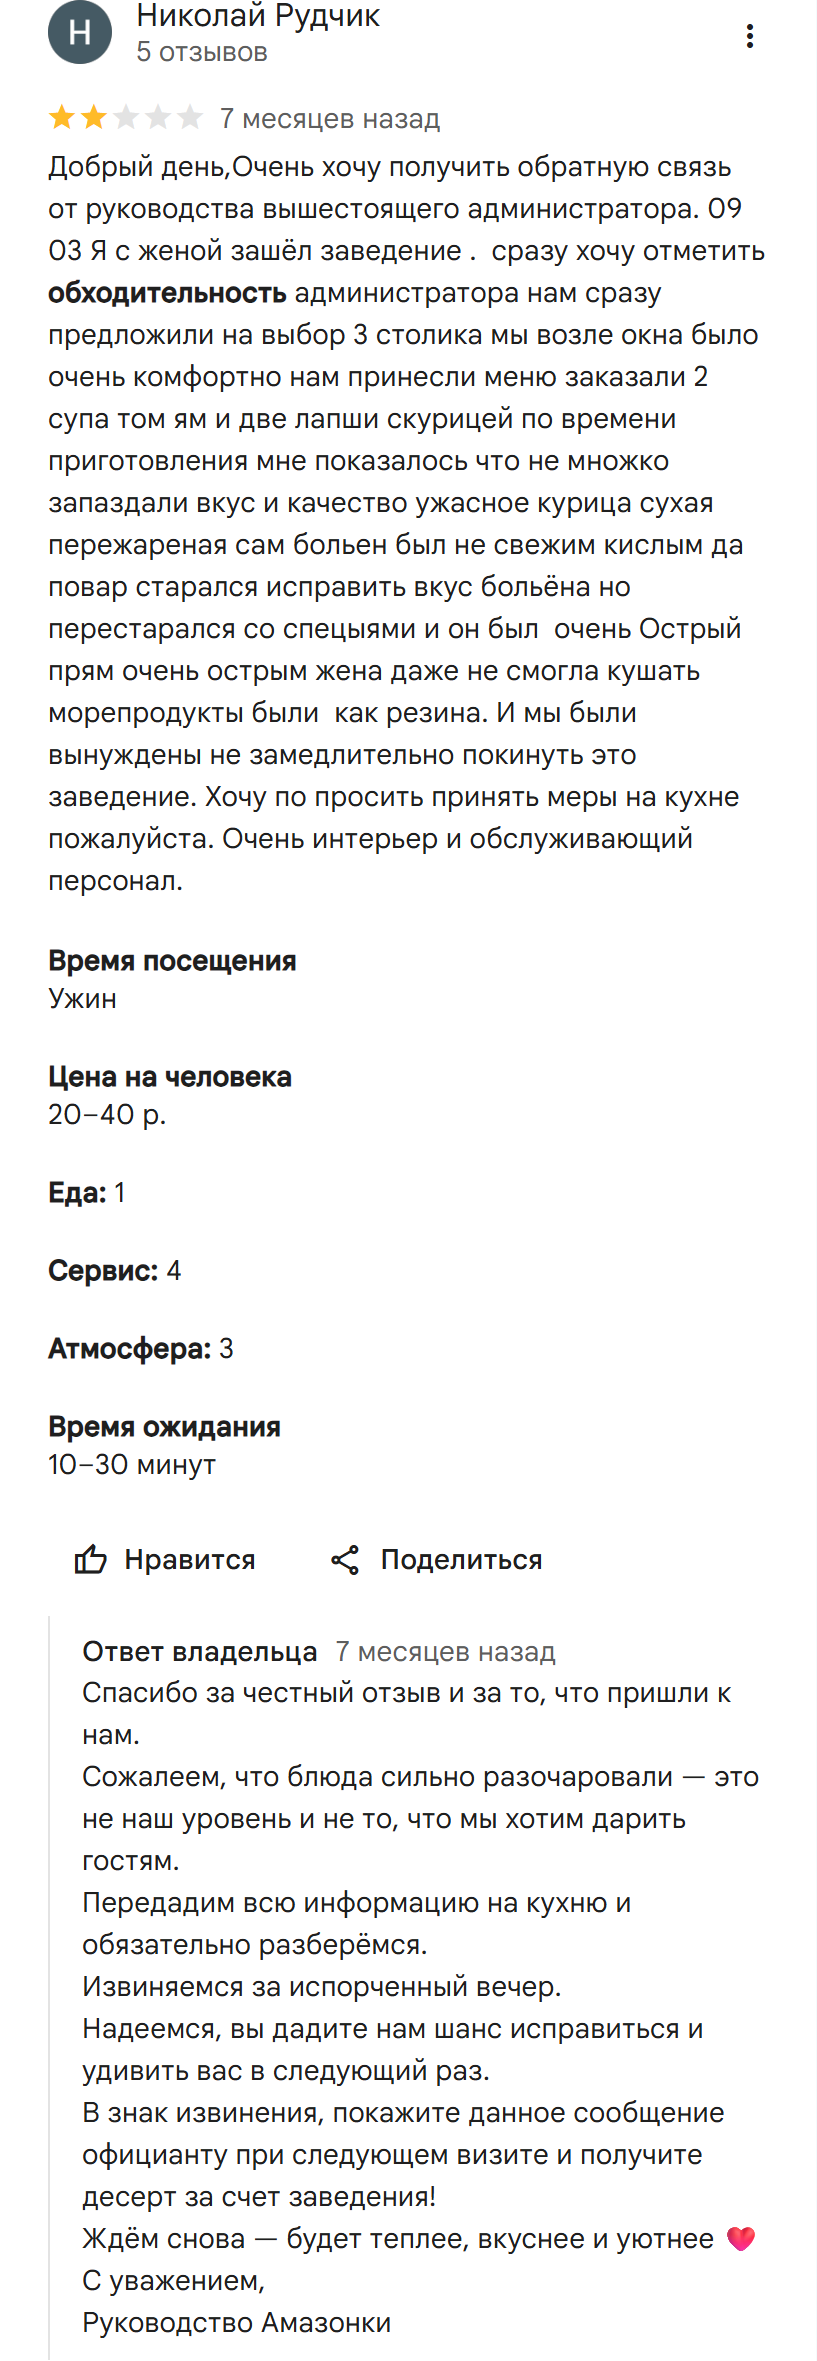 Н
Николай Рудчик
5 отзывов
7 месяцев назад
Добрый день,Очень хочу получить обратную связь
от руководства вышестоящего администратора. 09
03 Я с женой зашёл заведение .  сразу хочу отметить
обходительность администратора нам сразу
предложили на выбор 3 столика мы возле окна было
очень комфортно нам принесли меню заказали 2
супа том ям и две лапши скурицей по времени
приготовления мне показалось что не множко
запаздали вкус и качество ужасное курица сухая
пережареная сам больен был не свежим кислым да
повар старался исправить вкус больёна но
перестарался со спецыями и он был  очень Острый
прям очень острым жена даже не смогла кушать
морепродукты были  как резина. И мы были
вынуждены не замедлительно покинуть это
заведение. Хочу по просить принять меры на кухне
пожалуйста. Очень интерьер и обслуживающий
персонал.
Время посещения
Ужин
Цена на человека
20–40 р.
Еда: 1
Сервис: 4
Атмосфера: 3
Время ожидания
10–30 минут
Нравится Поделиться
Ответ владельца 7 месяцев назад
Спасибо за честный отзыв и за то, что пришли к
нам.
Сожалеем, что блюда сильно разочаровали — это
не наш уровень и не то, что мы хотим дарить
гостям.
Передадим всю информацию на кухню и
обязательно разберёмся.
Извиняемся за испорченный вечер.
Надеемся, вы дадите нам шанс исправиться и
удивить вас в следующий раз.
В знак извинения, покажите данное сообщение
официанту при следующем визите и получите
десерт за счет заведения!
Ждём снова — будет теплее, вкуснее и уютнее ❤️
С уважением,
Руководство Амазонки